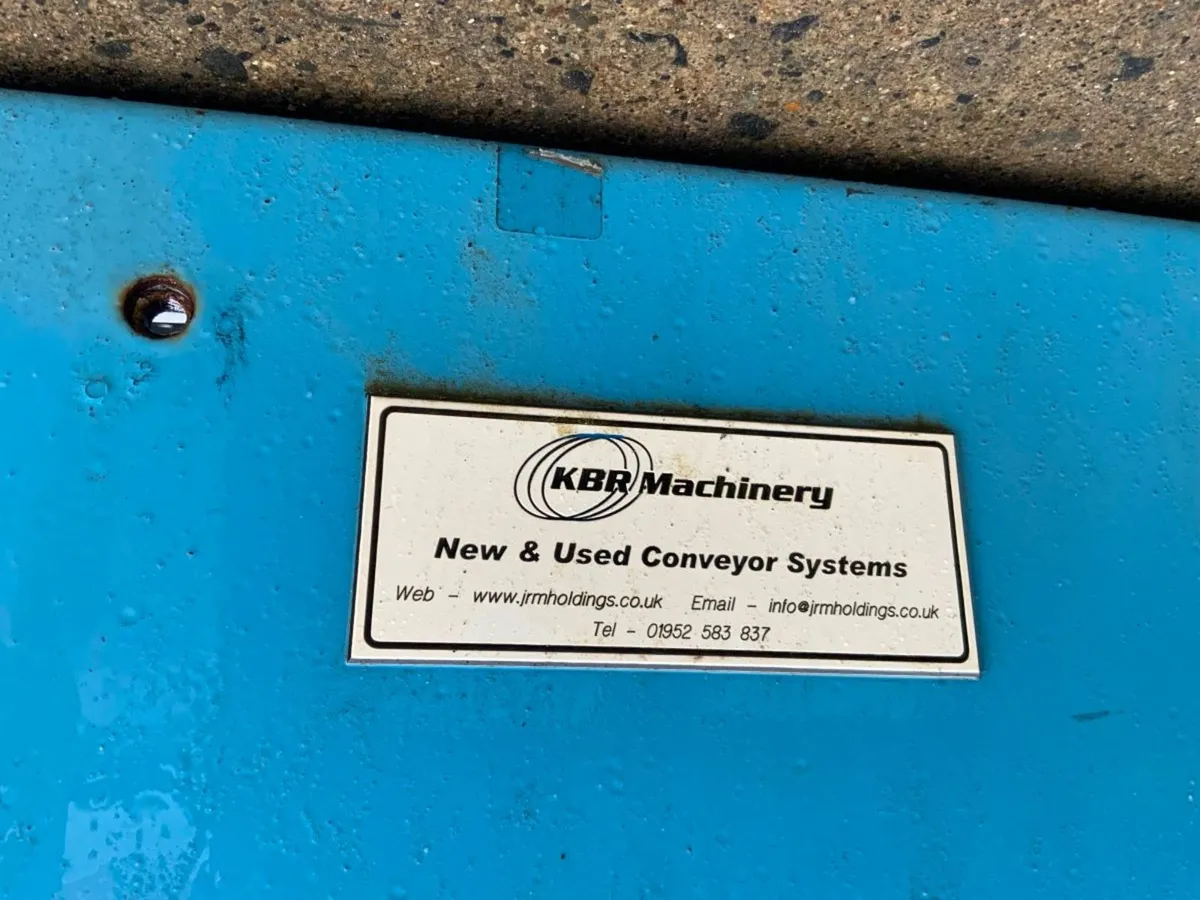 KBR Machinery
New & Used Conveyor Systems
Web - www.jrmholdings.co.uk Email - info@jrmholdings.co.uk
Tel - 01952 583 837